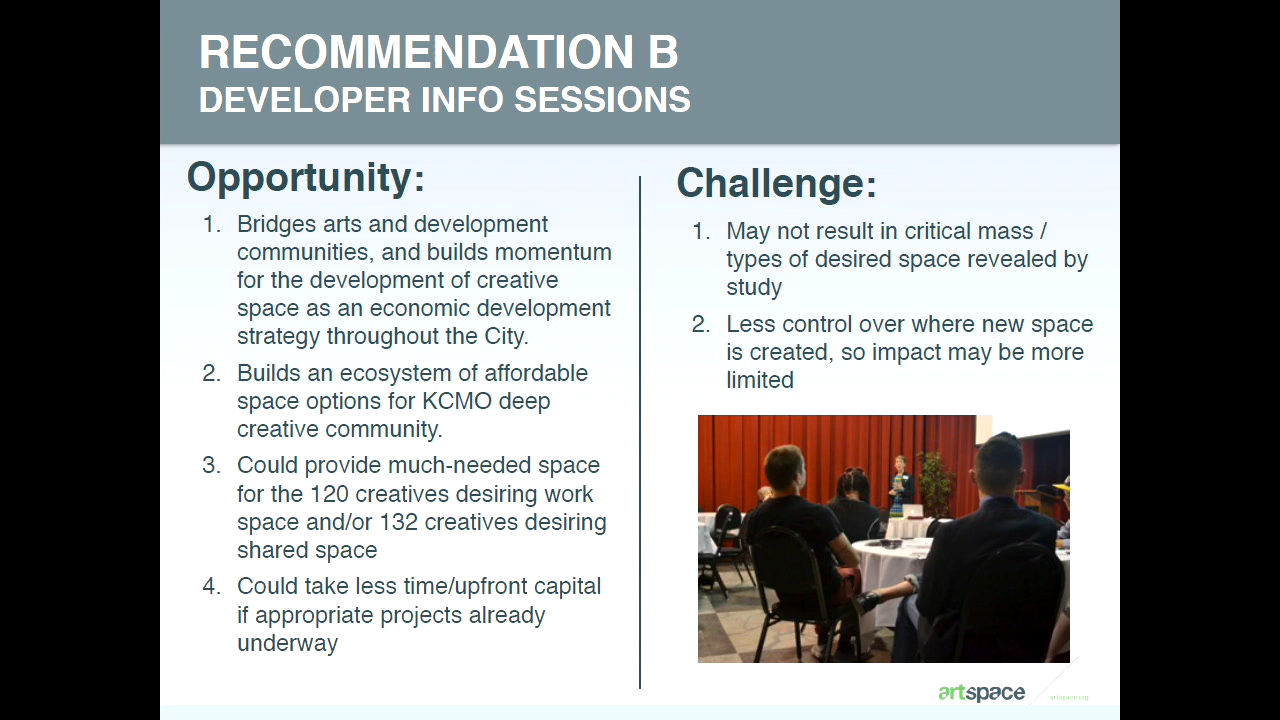 RECOMMENDATION B
DEVELOPER INFO SESSIONS
Opportunity:
1. Bridges arts and development
communities, and builds momentum
for the development of creative
space as an economic development
strategy throughout the City.
2. Builds an ecosystem of affordable
space options for KCMO deep
creative community.
3. Could provide much-needed space
for the 120 creatives desiring work
space and/or 132 creatives desiring
shared space
4. Could take less time/upfront capital
if appropriate projects already
underway
Challenge:
1. May not result in critical mass /
types of desired space revealed by
study
2. Less control over where new space
is created, so impact may be more
limited
artspace
artspace.org